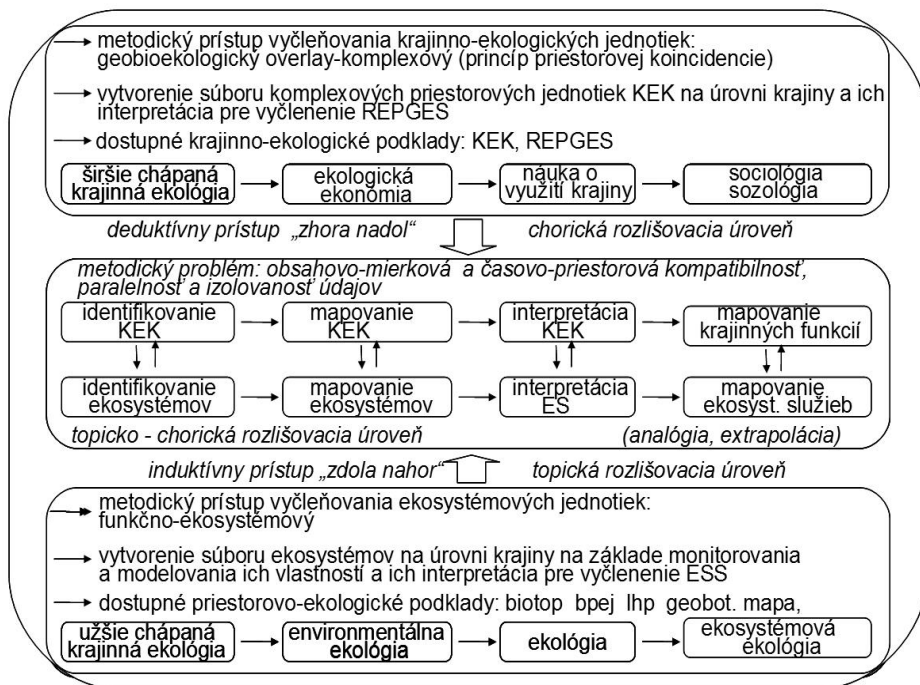 metodický prístup vyčleňovania krajinno-ekologických jednotiek:
geobioekologický overlay-komplexový (princíp priestorovej koincidencie)
vytvorenie súboru komplexových priestorových jednotiek KEK na úrovni krajiny a ich
interpretácia pre vyčlenenie REPGES
dostupné krajinno-ekologické podklady: KEK, REPGES
širšie chápaná
krajinná ekológia
ekologická
ekonómia
náuka o
využití krajiny
sociológia
sozológia
deduktívny prístup „zhora nadol“
chorická rozlišovacia úroveň
metodický problém: obsahovo-mierková a časovo-priestorová kompatibilnosť,
paralelnosť a izolovanosť údajov
identifikovanie
KEK
mapovanie
KEK
interpretácia
KEK
mapovanie
krajinných funkcií
identifikovanie
ekosystémov
mapovanie
ekosystémov
interpretácia
ES
mapovanie
ekosyst. služieb
topicko - chorická rozlišovacia úroveň
(analógia, extrapolácia)
induktívny prístup „zdola nahor“
topická rozlišovacia úroveň
metodický prístup vyčleňovania ekosystémových jednotiek:
funkčno-ekosystémový
vytvorenie súboru ekosystémov na úrovni krajiny na základe monitorovania
a modelovania ich vlastností a ich interpretácia pre vyčlenenie ESS
dostupné priestorovo-ekologické podklady: biotop bpej lhp geobot. mapa,
užšie chápaná
krajinná ekológia
environmentálna
ekológia
ekológia
ekosystémová
ekológia